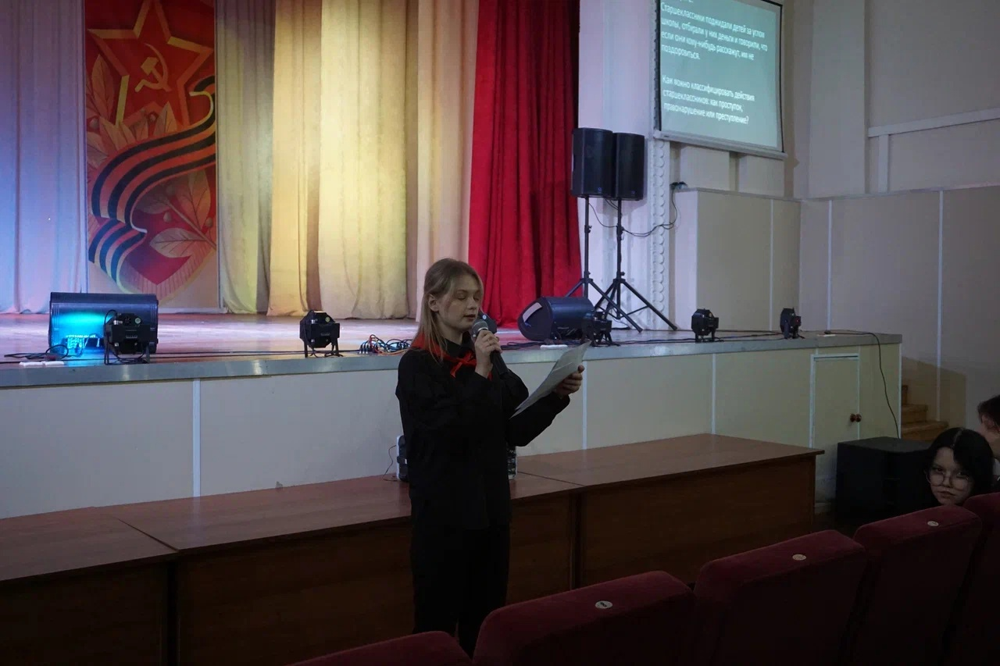 Старшеклассники поджидали детей за углом
школы, отбирали у них деньги и говорили, что
если они кому-нибудь расскажут, им не
поздоровиться.
Как можно классифицировать действия
старшеклассников: как проступок,
правонарушение или преступление?